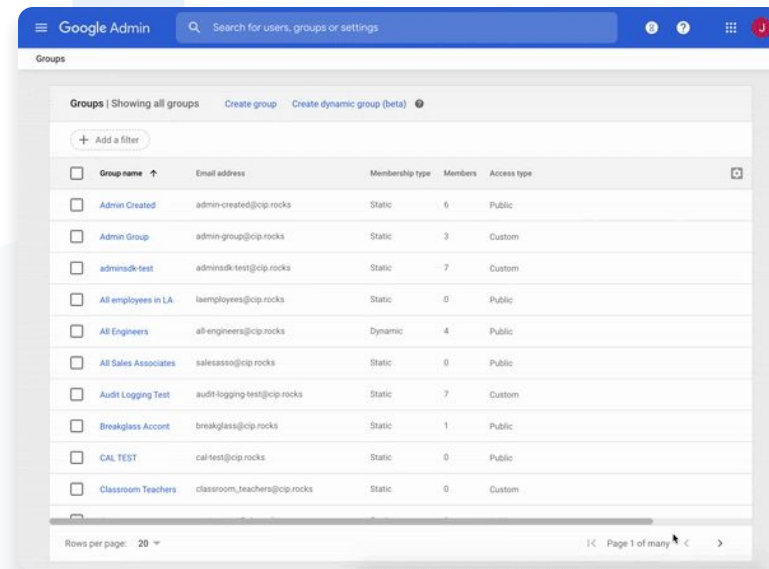 Google Admin
Search for users, groups or settings
J
Groups
Groups | Showing all groups Create group Create dynamic group (beta)
Add a filter
Group name Email address Membership type Members Access type
Admin Created admin-created@cip.rocks Static 6 Public
Admin Group admin-group@cip.rocks Static 3 Custom
adminsdk-test adminsdk-test@cip.rocks Static 7 Custom
All employees in LA laemployees@cip.rocks Static 0 Public
All Engineers all-engineers@cip.rocks Dynamic 4 Public
All Sales Associates salesasso@cip.rocks Static 0 Public
Audit Logging Test audit-logging-test@cip.rocks Static 7 Custom
Breakglass Accont breakglass@cip.rocks Static 1 Public
CAL TEST cal-test@cip.rocks Static 0 Public
Classroom Teachers classroom_teachers@cip.rocks Static 0 Custom
Rows per page: 20 Page 1 of many